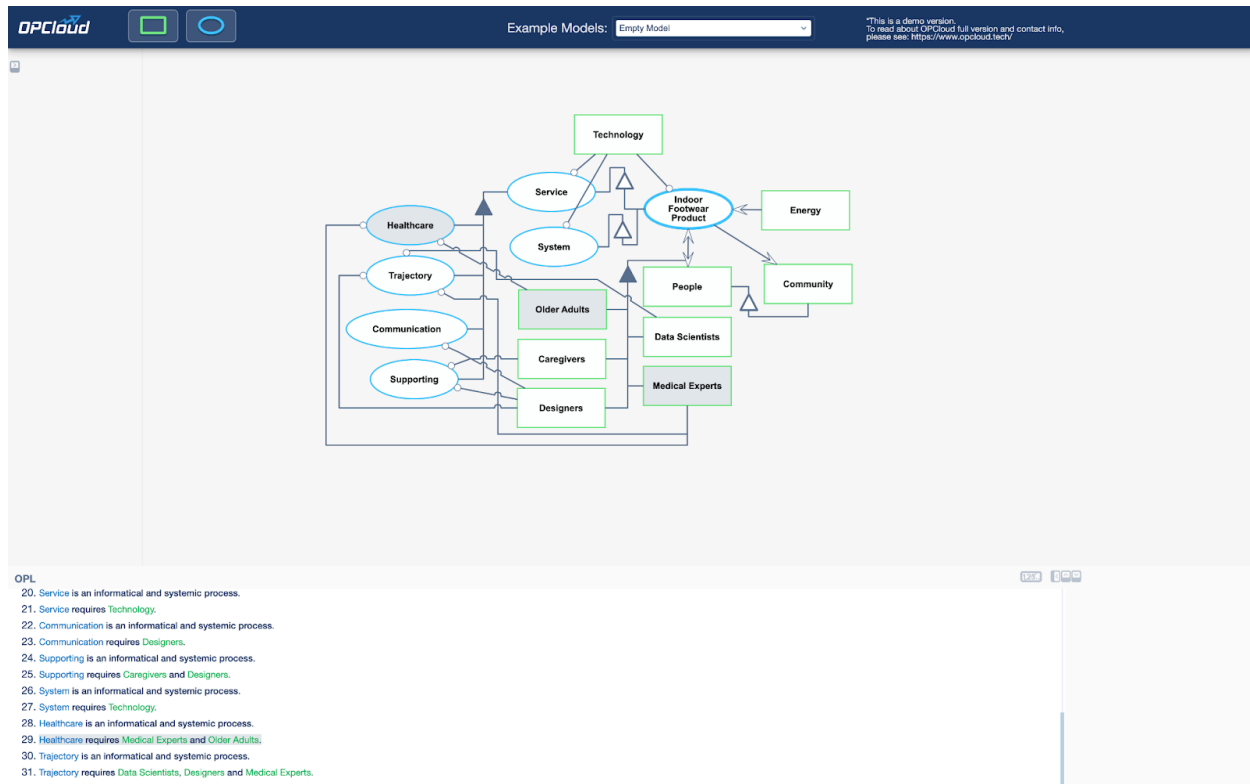 OPCloud
Example Models:
Empty Model
*This is a demo version.
To read about OPCloud full version and contact info,
please see: https://www.opcloud.tech/
Technology
Service
Indoor
Footwear
Product
Energy
Healthcare
System
Trajectory
People
Community
Older Adults
Communication
Data Scientists
Caregivers
Supporting
Medical Experts
Designers
OPL
20. Service is an informatical and systemic process.
21. Service requires Technology.
22. Communication is an informatical and systemic process.
23. Communication requires Designers.
24. Supporting is an informatical and systemic process.
25. Supporting requires Caregivers and Designers.
26. System is an informatical and systemic process.
27. System requires Technology.
28. Healthcare is an informatical and systemic process.
29. Healthcare requires Medical Experts and Older Adults.
30. Trajectory is an informatical and systemic process.
31. Trajectory requires Data Scientists, Designers and Medical Experts.